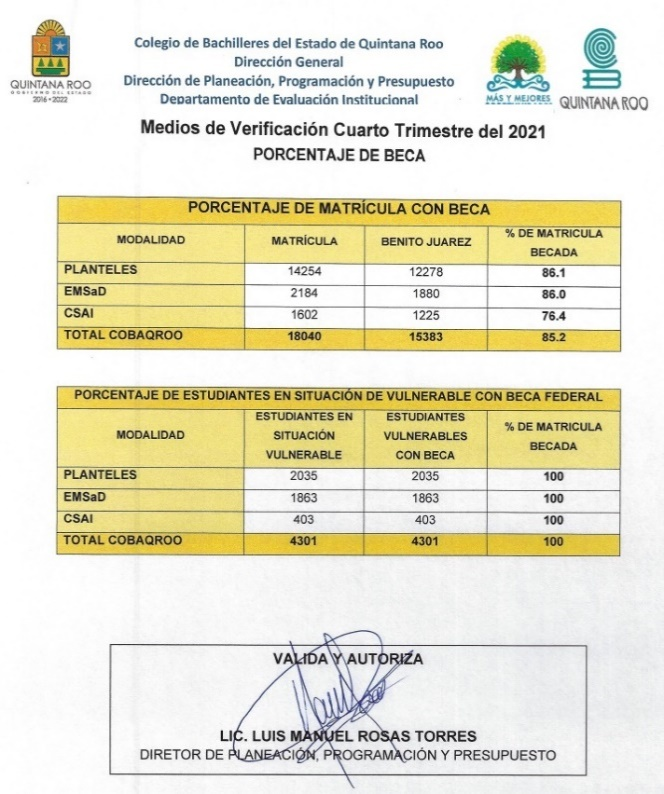 QUINTANA ROO
GOBIERNO DEL ESTADO
2016 • 2022
Colegio de Bachilleres del Estado de Quintana Roo
Dirección General
Dirección de Planeación, Programación y Presupuesto
Departamento de Evaluación Institucional
MÁS Y MEJORES
QUINTANA ROO
Medios de Verificación Cuarto Trimestre del 2021
PORCENTAJE DE BECA
PORCENTAJE DE MATRÍCULA CON BECA
MODALIDAD MATRÍCULA BENITO JUAREZ % DE MATRICULA BECADA
PLANTELES 14254 12278 86.1
EMSaD 2184 1880 86.0
CSAI 1602 1225 76.4
TOTAL COBAQROO 18040 15383 85.2
PORCENTAJE DE ESTUDIANTES EN SITUACIÓN DE VULNERABLE CON BECA FEDERAL
MODALIDAD ESTUDIANTES EN SITUACIÓN VULNERABLE ESTUDIANTES VULNERABLES CON BECA % DE MATRICULA BECADA
PLANTELES 2035 2035 100
EMSaD 1863 1863 100
CSAI 403 403 100
TOTAL COBAQROO 4301 4301 100
VALIDA Y AUTORIZA
LIC. LUIS MANUEL ROSAS TORRES
DIRETOR DE PLANEACIÓN, PROGRAMACIÓN Y PRESUPUESTO